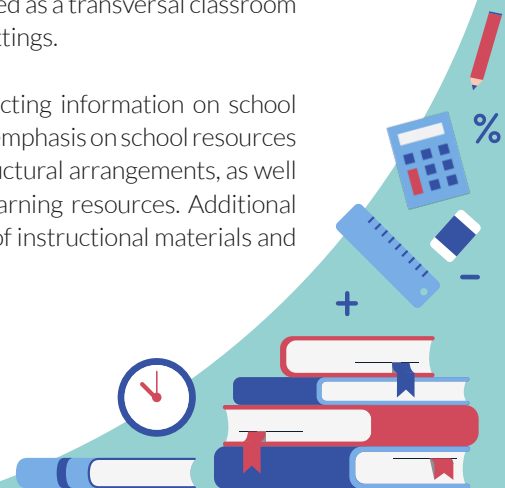 ed as a transversal classroom
ttings.
cting information on school
emphasis on school resources
uctural arrangements, as well
arning resources. Additional
of instructional materials and
%
+
−